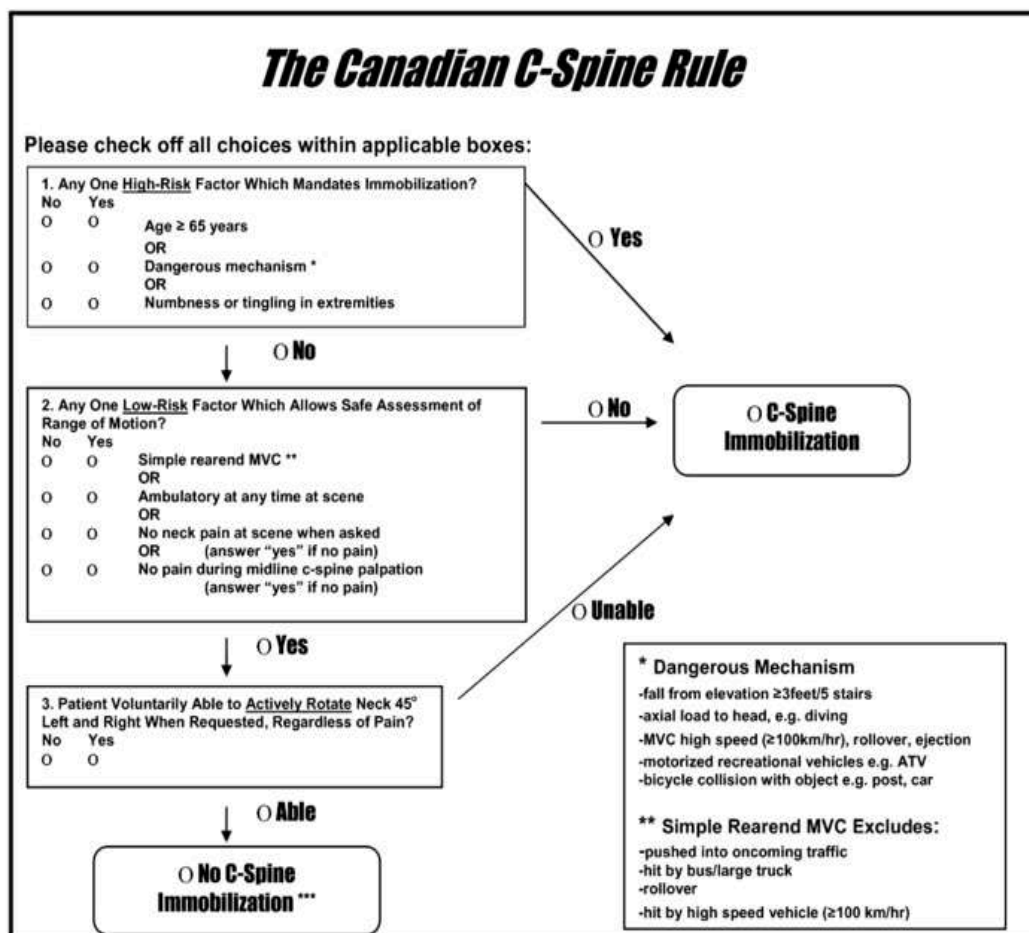 The Canadian C-Spine Rule
Please check off all choices within applicable boxes:
1. Any One High-Risk Factor Which Mandates Immobilization?
No Yes
O O Age ≥ 65 years
OR
O O Dangerous mechanism *
OR
O O Numbness or tingling in extremities
O Yes
O No
2. Any One Low-Risk Factor Which Allows Safe Assessment of
Range of Motion?
No Yes
O O Simple rearend MVC **
OR
O O Ambulatory at any time at scene
OR
O O No neck pain at scene when asked
OR (answer “yes” if no pain)
O O No pain during midline c-spine palpation
(answer “yes” if no pain)
O No
O C-Spine
Immobilization
O Yes
O Unable
3. Patient Voluntarily Able to Actively Rotate Neck 45°
Left and Right When Requested, Regardless of Pain?
No Yes
O O
O Able
O No C-Spine
Immobilization ***
* Dangerous Mechanism
-fall from elevation ≥3feet/5 stairs
-axial load to head, e.g. diving
-MVC high speed (≥100km/hr), rollover, ejection
-motorized recreational vehicles e.g. ATV
-bicycle collision with object e.g. post, car
** Simple Rearend MVC Excludes:
-pushed into oncoming traffic
-hit by bus/large truck
-rollover
-hit by high speed vehicle (≥100 km/hr)